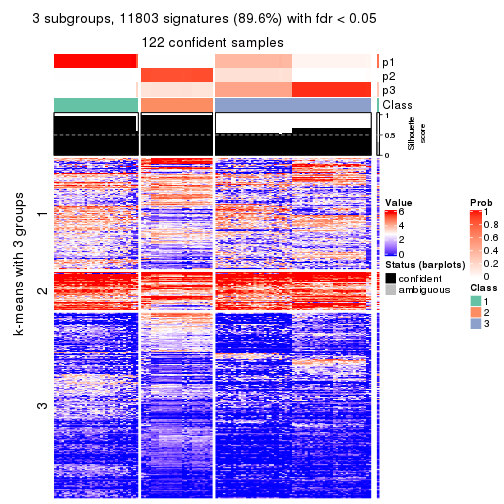 3 subgroups, 11803 signatures (89.6%) with fdr < 0.05
122 confident samples
p1
p2
p3
Class
1
0.5
0
Silhouette
score
k-means with 3 groups
1
2
3
Value
6
4
2
0
Status (barplots)
confident
ambiguous
Prob
1
0.8
0.6
0.4
0.2
0
Class
1
2
3